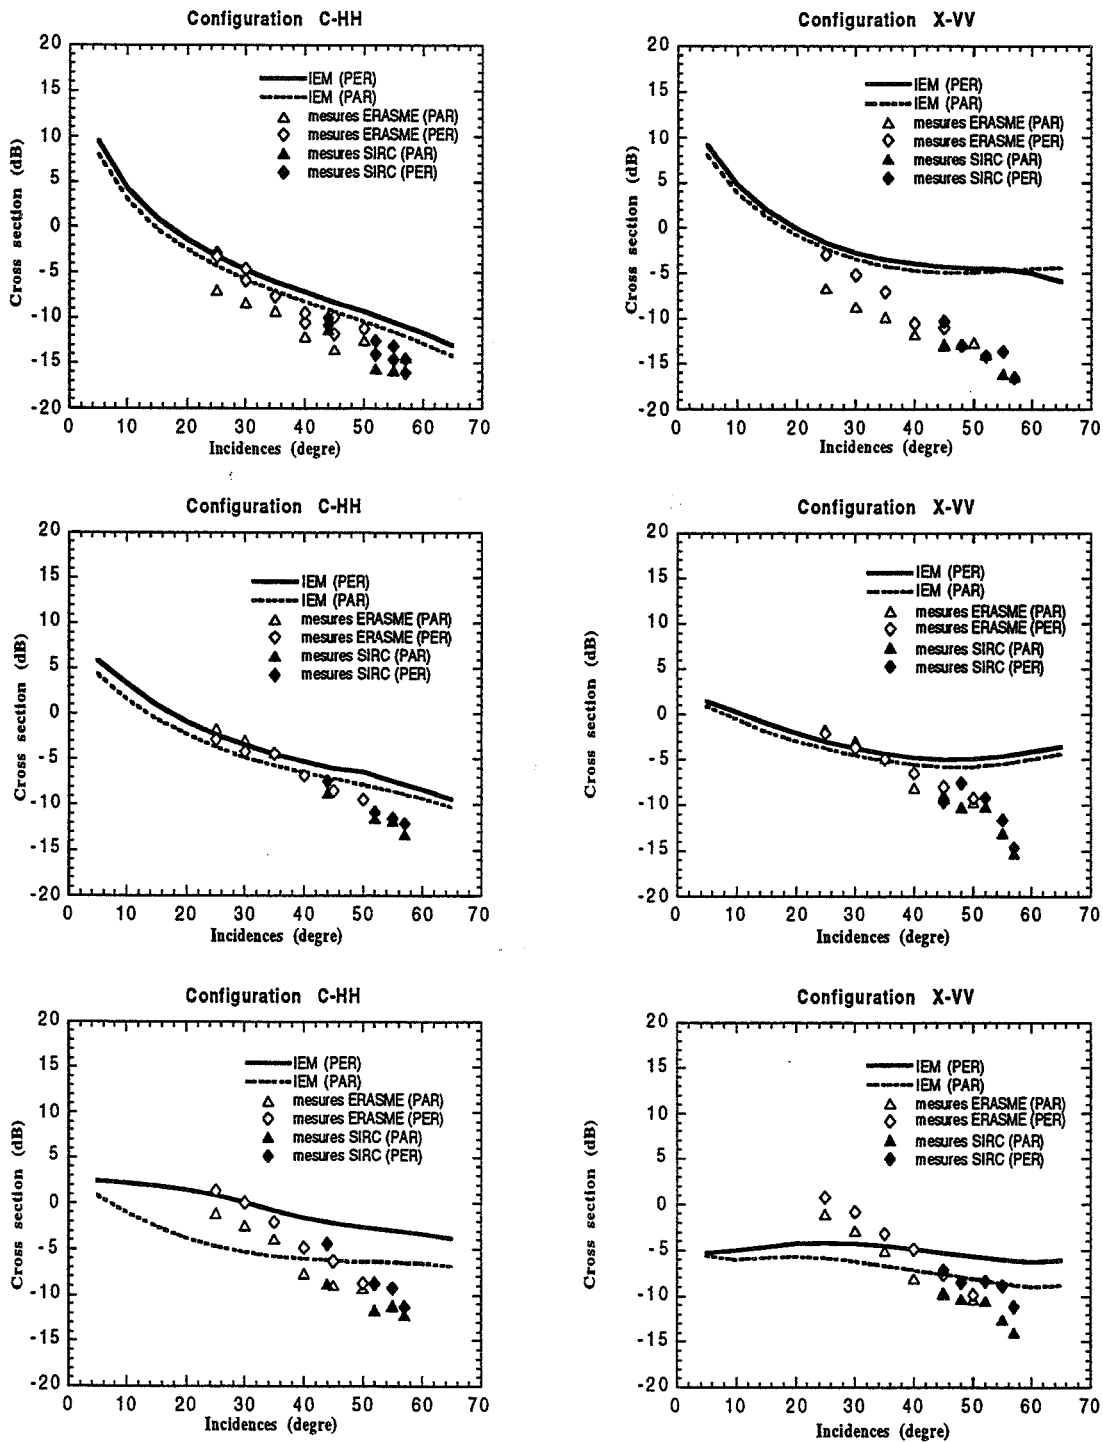 Configuration C-HH
20
15
10
5
0
-5
-10
-15
-20
Cross section (dB)
IEM (PER)
IEM (PAR)
mesures ERASME (PAR)
mesures ERASME (PER)
mesures SIRC (PAR)
mesures SIRC (PER)
0 10 20 30 40 50 60 70
Incidences (degre)
Configuration X-VV
20
15
10
5
0
-5
-10
-15
-20
Cross section (dB)
IEM (PER)
IEM (PAR)
mesures ERASME (PAR)
mesures ERASME (PER)
mesures SIRC (PAR)
mesures SIRC (PER)
0 10 20 30 40 50 60 70
Incidences (degre)
Configuration C-HH
20
15
10
5
0
-5
-10
-15
-20
Cross section (dB)
IEM (PER)
IEM (PAR)
mesures ERASME (PAR)
mesures ERASME (PER)
mesures SIRC (PAR)
mesures SIRC (PER)
0 10 20 30 40 50 60 70
Incidences (degre)
Configuration X-VV
20
15
10
5
0
-5
-10
-15
-20
Cross section (dB)
IEM (PER)
IEM (PAR)
mesures ERASME (PAR)
mesures ERASME (PER)
mesures SIRC (PAR)
mesures SIRC (PER)
0 10 20 30 40 50 60 70
Incidences (degre)
Configuration C-HH
20
15
10
5
0
-5
-10
-15
-20
Cross section (dB)
IEM (PER)
IEM (PAR)
mesures ERASME (PAR)
mesures ERASME (PER)
mesures SIRC (PAR)
mesures SIRC (PER)
0 10 20 30 40 50 60 70
Incidences (degre)
Configuration X-VV
20
15
10
5
0
-5
-10
-15
-20
Cross section (dB)
IEM (PER)
IEM (PAR)
mesures ERASME (PAR)
mesures ERASME (PER)
mesures SIRC (PAR)
mesures SIRC (PER)
0 10 20 30 40 50 60 70
Incidences (degre)